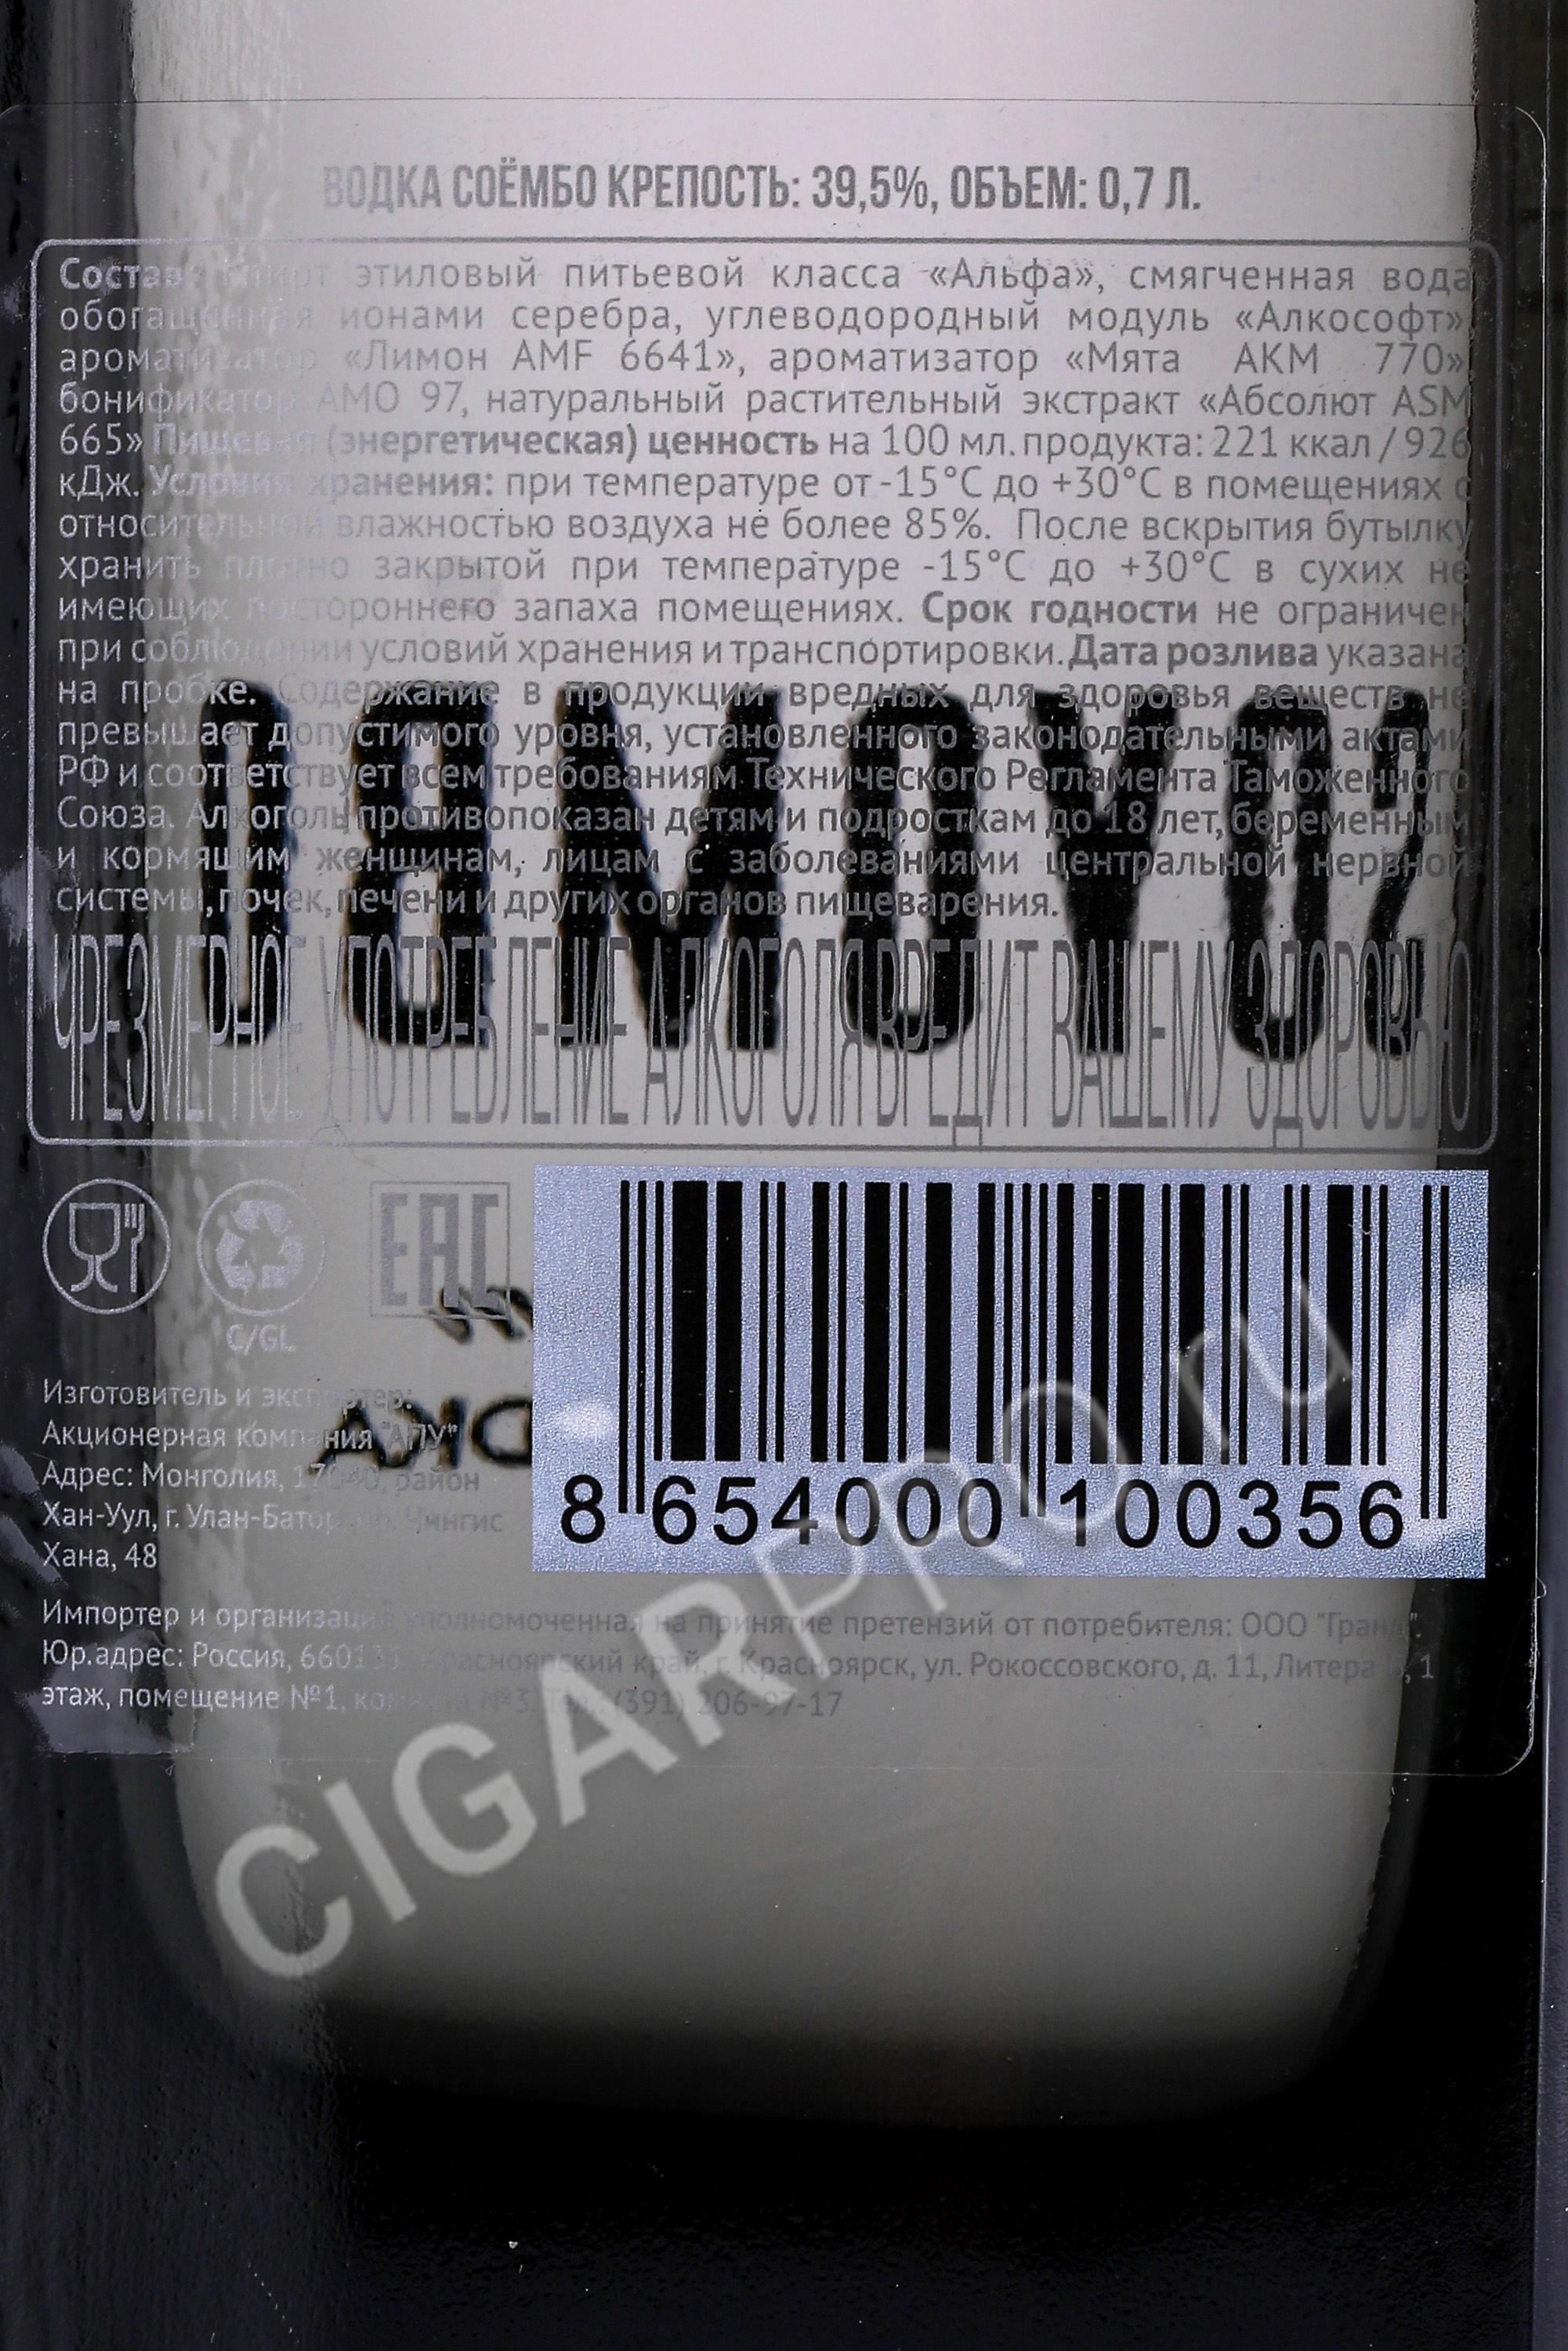 ВОДКА СОЁМБО КРЕПОСТЬ: 39,5%, ОБЪЕМ: 0,7 Л.
Состав: Спирт этиловый питьевой класса «Альфа», смягченная вода
обогащенная ионами серебра, углеводородный модуль «Алкософт»,
ароматизатор «Лимон AMF 6641», ароматизатор «Мята АКМ 770»
бонификатор АМО 97, натуральный растительный экстракт «Абсолют ASM
665» Пищевая (энергетическая) ценность на 100 мл. продукта: 221 ккал / 926
кДж. Условия хранения: при температуре от -15°С до +30°С в помещениях с
относительной влажностью воздуха не более 85%. После вскрытия бутылку
хранить плотно закрытой при температуре -15°С до +30°С в сухих не
имеющих постороннего запаха помещениях. Срок годности не ограничен
при соблюдении условий хранения и транспортировки. Дата розлива указана
на пробке. Содержание в продукции вредных для здоровья веществ не
превышает допустимого уровня, установленного законодательными актами
РФ и соответствует всем требованиям Технического Регламента Таможенного
Союза. Алкоголь противопоказан детям и подросткам до 18 лет, беременным
и кормящим женщинам, лицам с заболеваниями центральной нервной
системы, почек, печени и других органов пищеварения.
ЧРЕЗМЕРНОЕ УПОТРЕБЛЕНИЕ АЛКОГОЛЯ ВРЕДИТ ВАШЕМУ ЗДОРОВЬЮ
SOYOMBO
EAC
C/GL
8 654000 100356
Изготовитель и экспортер:
Акционерная компания "АПУ"
Адрес: Монголия, 17040, район
Хан-Уул, г. Улан-Батор, Чингис
Хана, 48
Импортер и организация уполномоченная на принятие претензий от потребителя: ООО "Гранд".
Юр.адрес: Россия, Красноярский край, г. Красноярск, ул. Рокоссовского, д. 11, Литера 1
этаж, помещение №1, комната №3. Тел.: (391) 206-97-17
CIGARPRO.ru